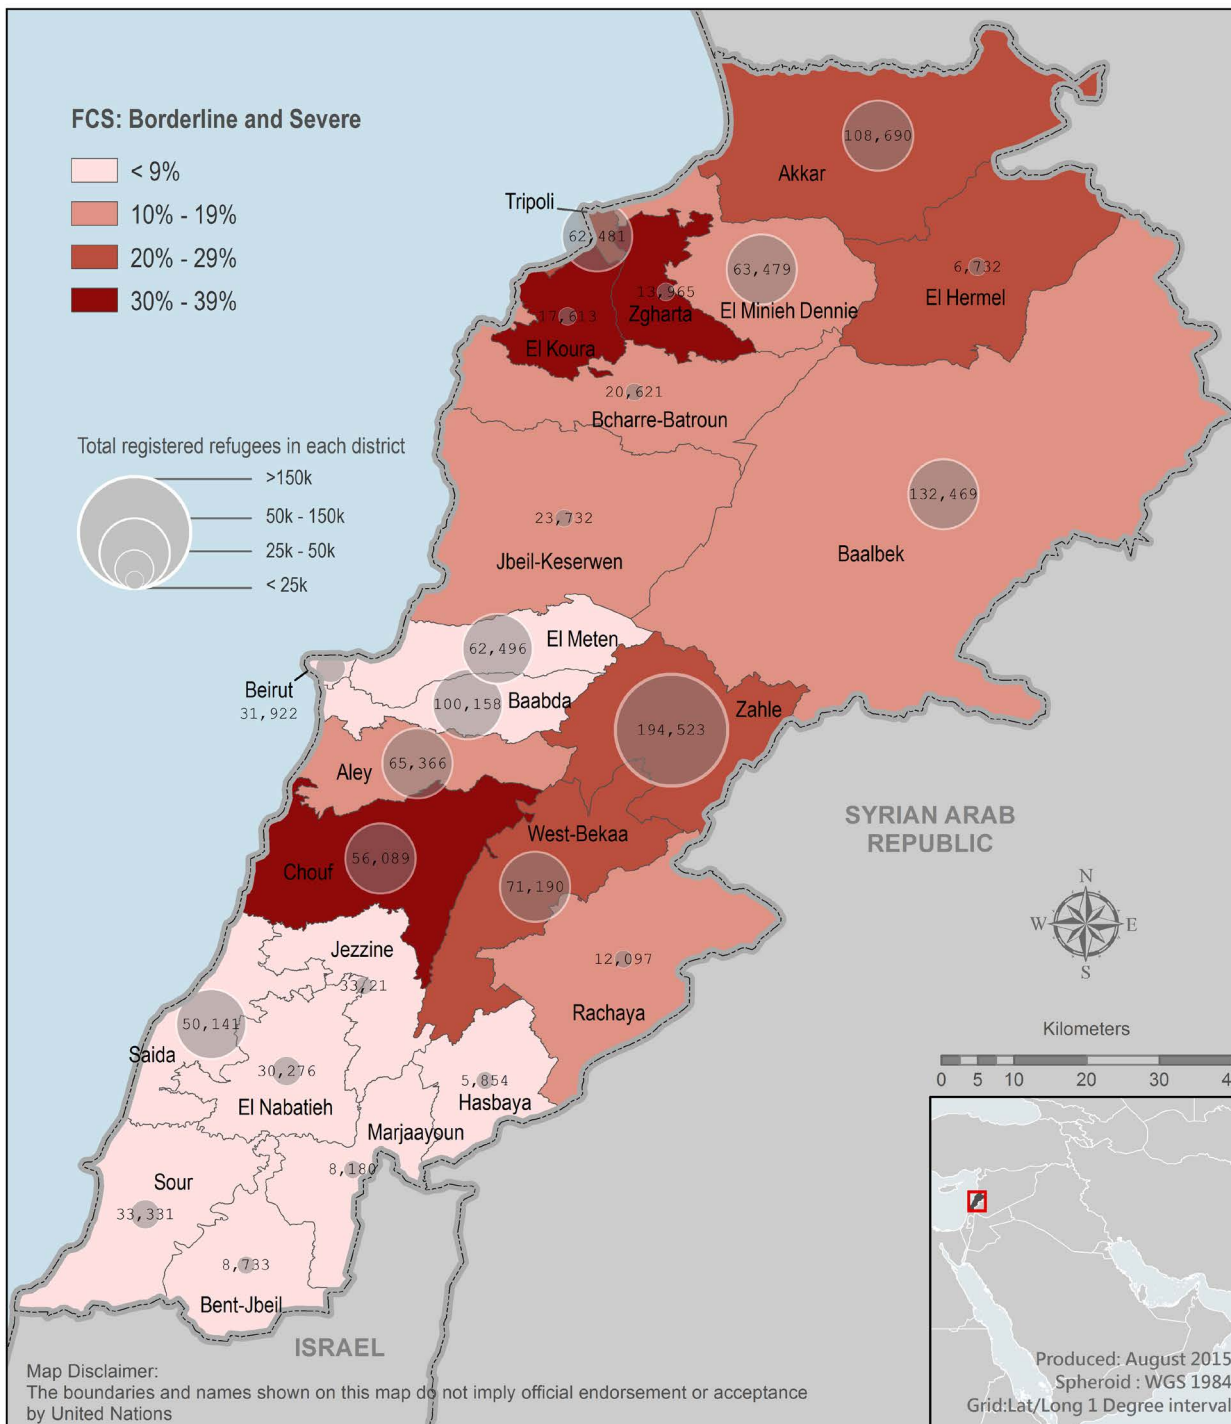 FCS: Borderline and Severe
< 9%
10% - 19%
20% - 29%
30% - 39%
108,690
Akkar
Tripoli
62,481
63,479
6,732
13,965
El Hermel
17,613
Zgharta
El Minieh Dennie
El Koura
20,621
Bcharre-Batroun
Total registered refugees in each district
>150k
50k - 150k
25k - 50k
< 25k
132,469
23,732
Baalbek
Jbeil-Keserwen
El Meten
62,496
Beirut
31,922
100,158
Baabda
Zahle
194,523
Aley
65,366
SYRIAN ARAB
REPUBLIC
West-Bekaa
56,089
Chouf
71,190
N
W
E
S
Jezzine
12,097
33,21
Rachaya
50,141
Saida
Kilometers
0 5 10 20 30 4
30,276
5,854
El Nabatieh
Hasbaya
Marjaayoun
8,180
Sour
33,331
8,733
Bent-Jbeil
ISRAEL
Map Disclaimer:
The boundaries and names shown on this map do not imply official endorsement or acceptance
by United Nations
Produced: August 2015
Spheroid : WGS 1984
Grid:Lat/Long 1 Degree interval